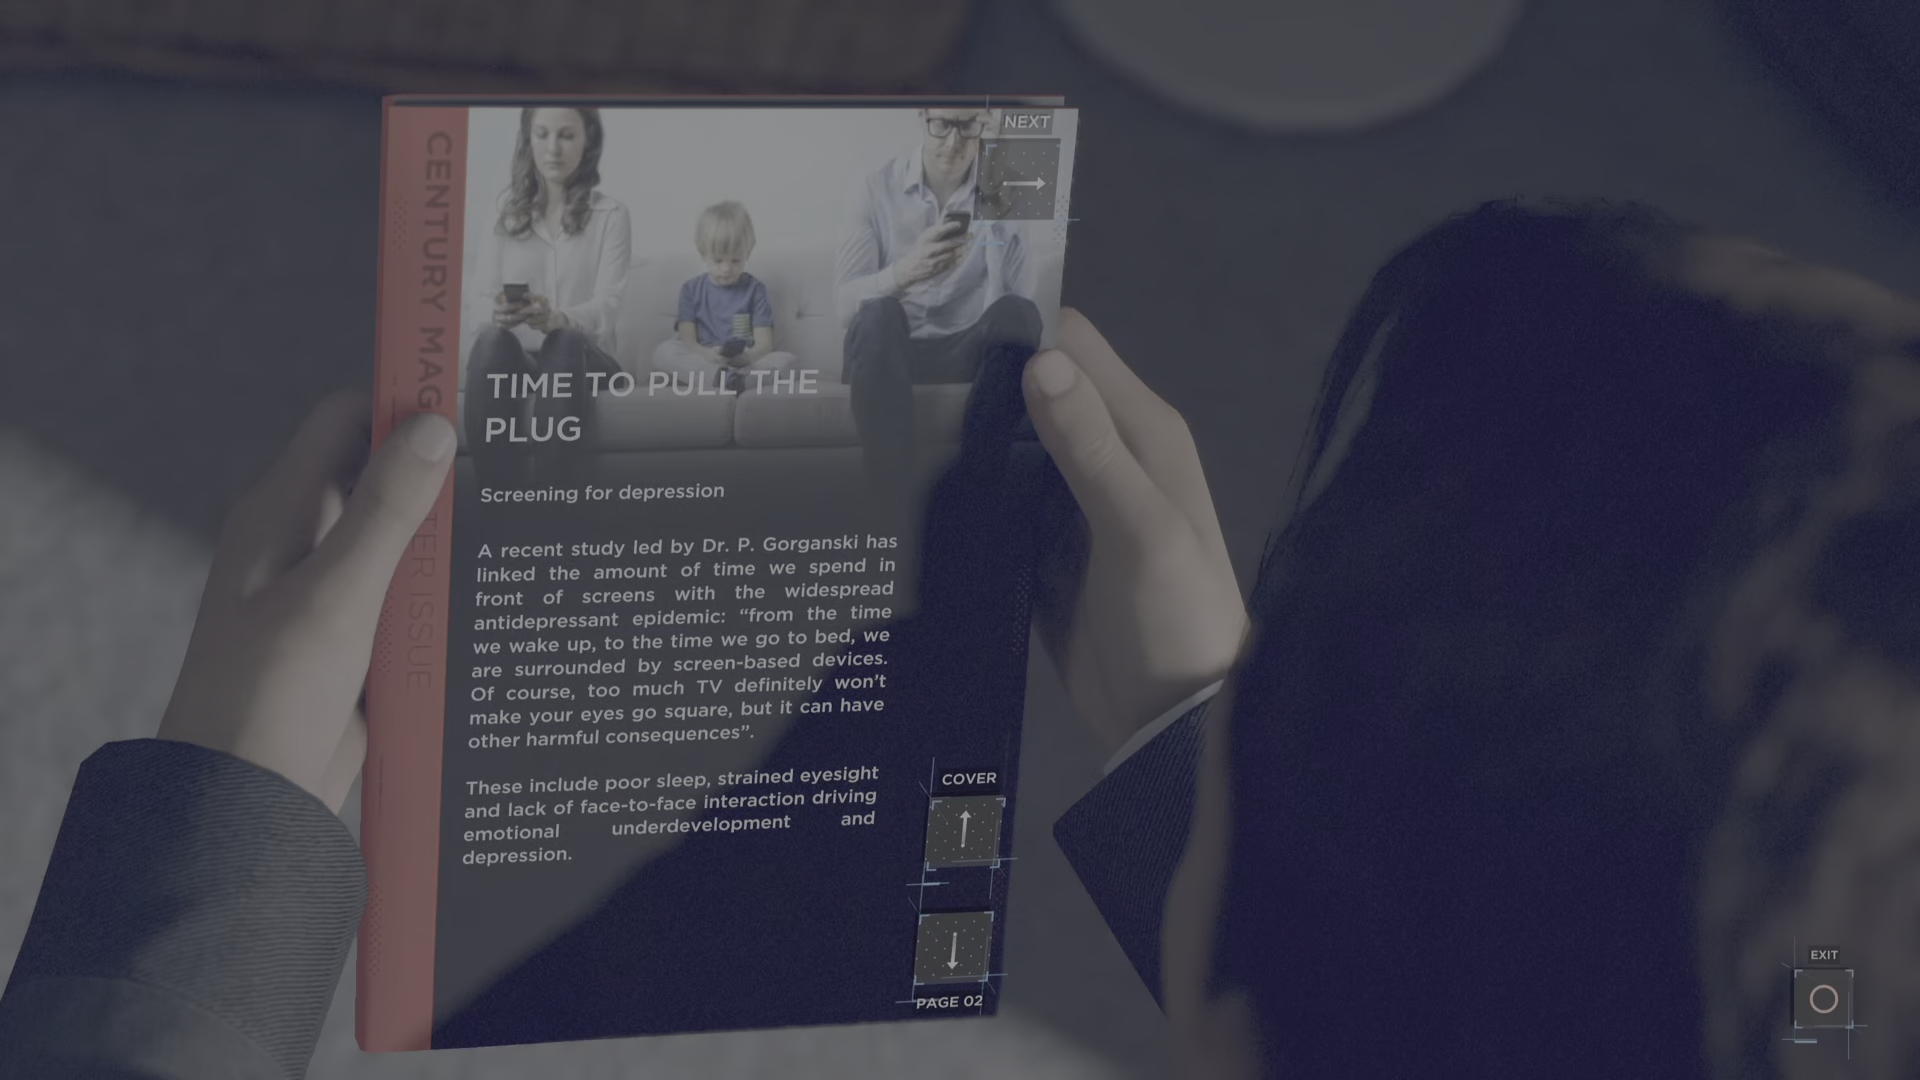 CENTURY MAG
TER ISSUE
NEXT
TIME TO PULL THE
PLUG
Screening for depression
A recent study led by Dr. P. Gorganski has
linked the amount of time we spend in
front of screens with the widespread
antidepressant epidemic: “from the time
we wake up, to the time we go to bed, we
are surrounded by screen-based devices.
Of course, too much TV definitely won’t
make your eyes go square, but it can have
other harmful consequences”.
These include poor sleep, strained eyesight
and lack of face-to-face interaction driving
emotional underdevelopment and
depression.
COVER
PAGE 02
EXIT